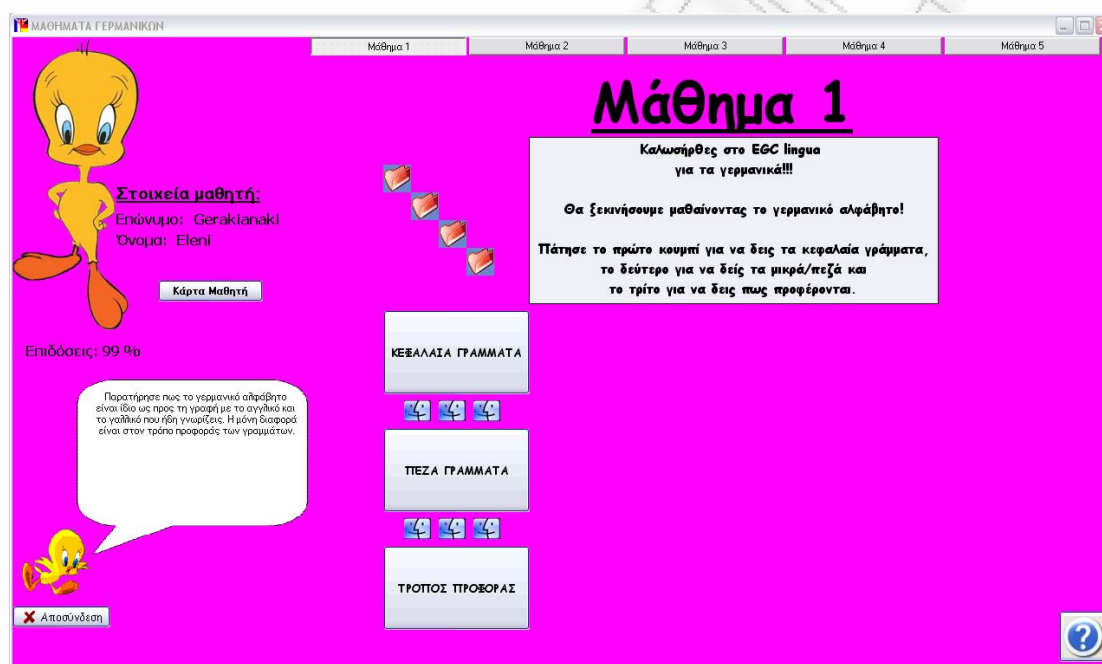 ΜΑΘΗΜΑΤΑ ΓΕΡΜΑΝΙΚΩΝ
Μάθημα 1
Μάθημα 2
Μάθημα 3
Μάθημα 4
Μάθημα 5
Μάθημα 1
Καλωσήρθες στο EGC lingua
για τα γερμανικά!!!
Θα ξεκινήσουμε μαθαίνοντας το γερμανικό αλφάβητο!
Πάτησε το πρώτο κουμπί για να δεις τα κεφαλαία γράμματα,
το δεύτερο για να δείς τα μικρά/πεζά και
το τρίτο για να δεις πως προφέρονται.
Στοιχεία μαθητή:
Επώνυμο: Gerakianaki
Όνομα: Eleni
Κάρτα Μαθητή
Επιδόσεις: 99 %
Παρατήρησε πως το γερμανικό αλφάβητο
είναι ίδιο ως προς τη γραφή με το αγγλικό και
το γαλλικό που ήδη γνωρίζεις. Η μόνη διαφορά
είναι στον τρόπο προφοράς των γραμμάτων.
ΚΕΦΑΛΑΙΑ ΓΡΑΜΜΑΤΑ
ΠΕΖΑ ΓΡΑΜΜΑΤΑ
ΤΡΟΠΟΣ ΠΡΟΦΟΡΑΣ
Αποσύνδεση